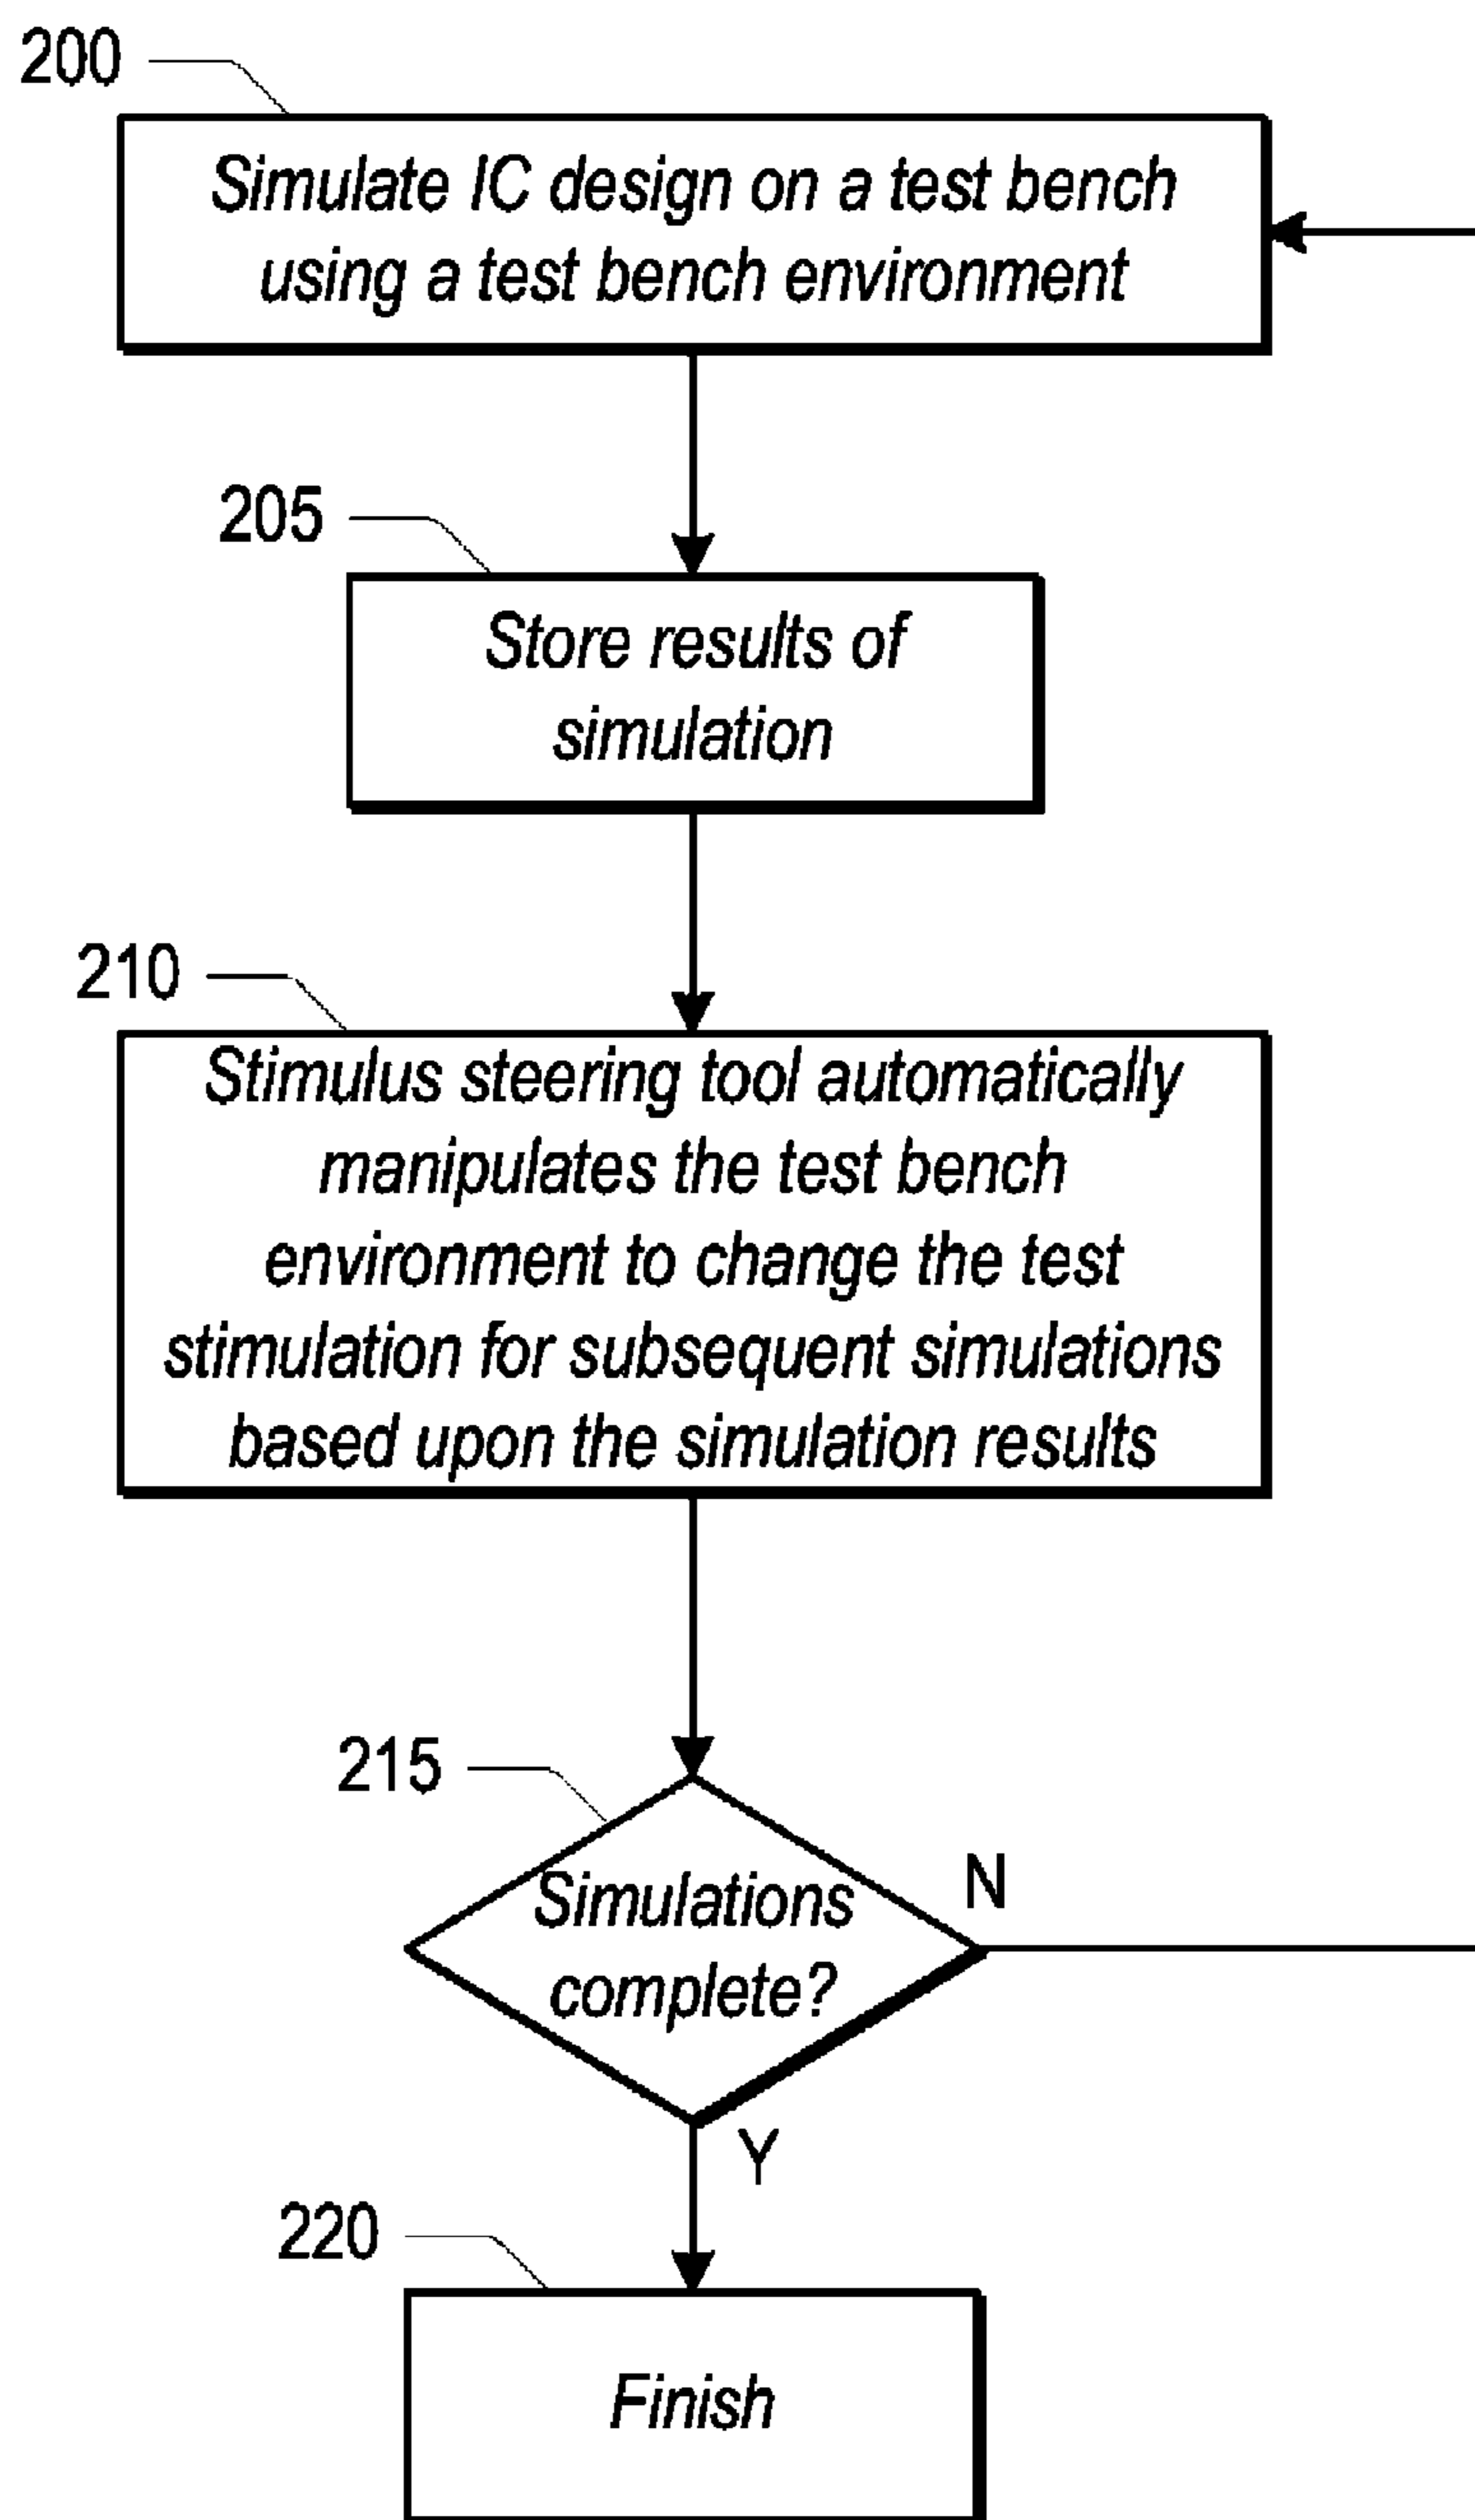 200
Simulate IC design on a test bench
using a test bench environment
205
Store results of
simulation
210
Stimulus steering tool automatically
manipulates the test bench
environment to change the test
stimulation for subsequent simulations
based upon the simulation results
215
Simulations
complete?
N
Y
220
Finish